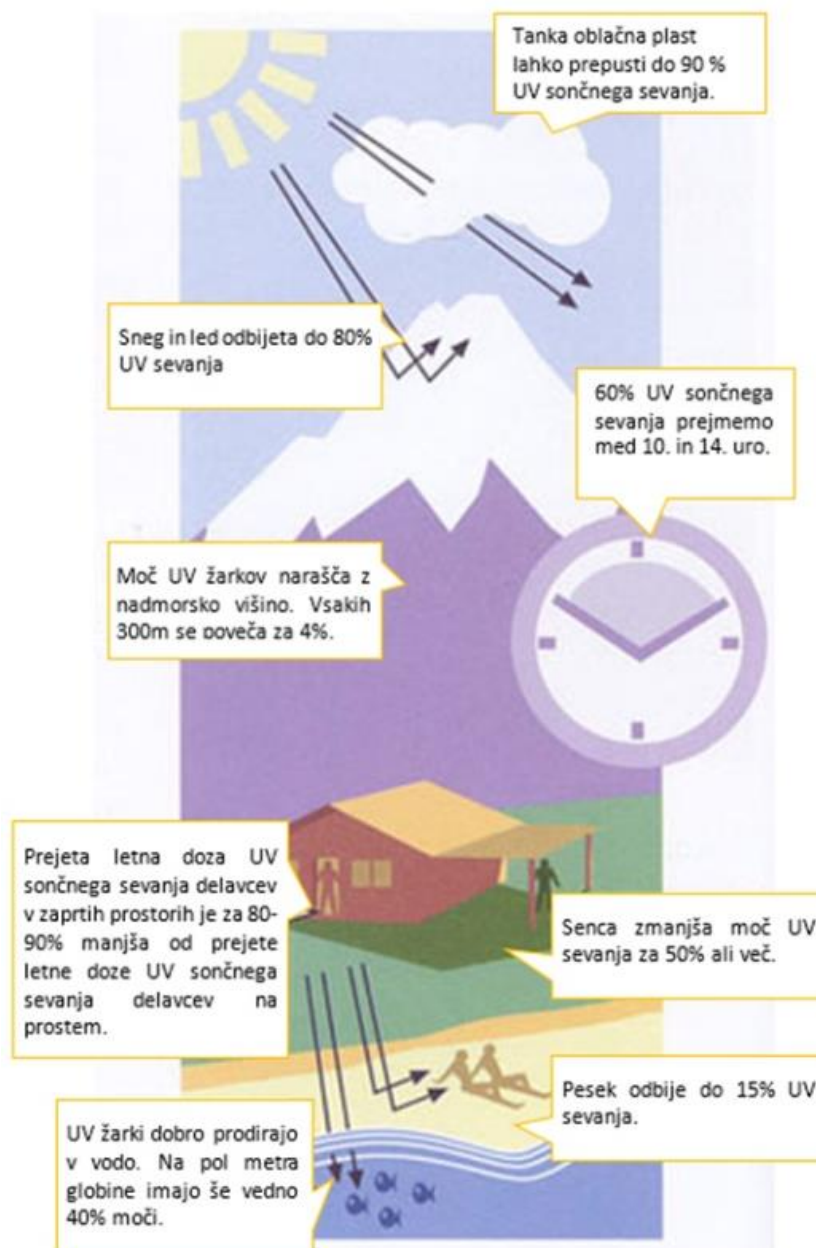 Tanka oblačna plast
lahko prepusti do 90 %
UV sončnega sevanja.
Sneg in led odbijeta do 80%
UV sevanja
60% UV sončnega
sevanja prejmemo
med 10. in 14. uro.
Moč UV žarkov narašča z
nadmorsko višino. Vsakih
300m se poveča za 4%.
Prejeta letna doza UV
sončnega sevanja delavcev
v zaprtih prostorih je za 80-
90% manjša od prejete
letne doze UV sončnega
sevanja delavcev na
prostem.
Senca zmanjša moč UV
sevanja za 50% ali več.
Pesek odbije do 15% UV
sevanja.
UV žarki dobro prodirajo
v vodo. Na pol metra
globine imajo še vedno
40% moči.